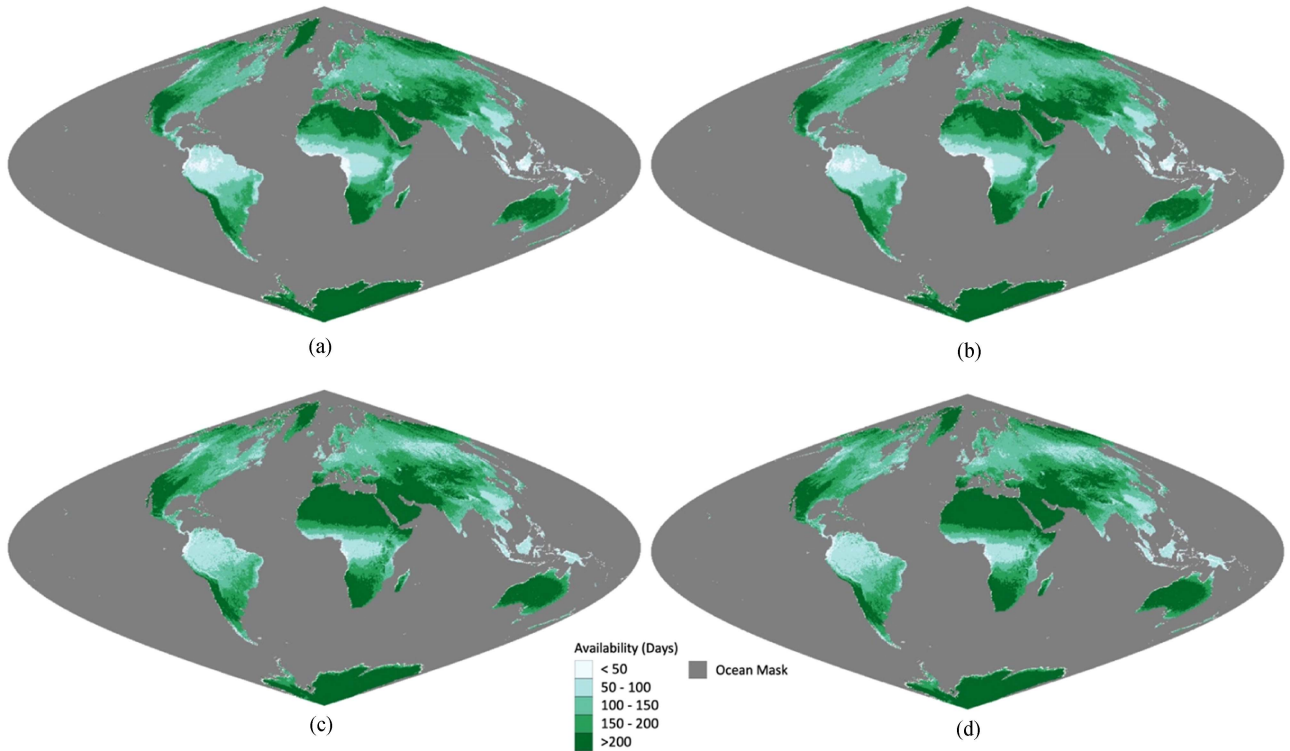 (a)
(b)
Availability (Days)
< 50
Ocean Mask
50 - 100
100 - 150
150 - 200
>200
(c)
(d)